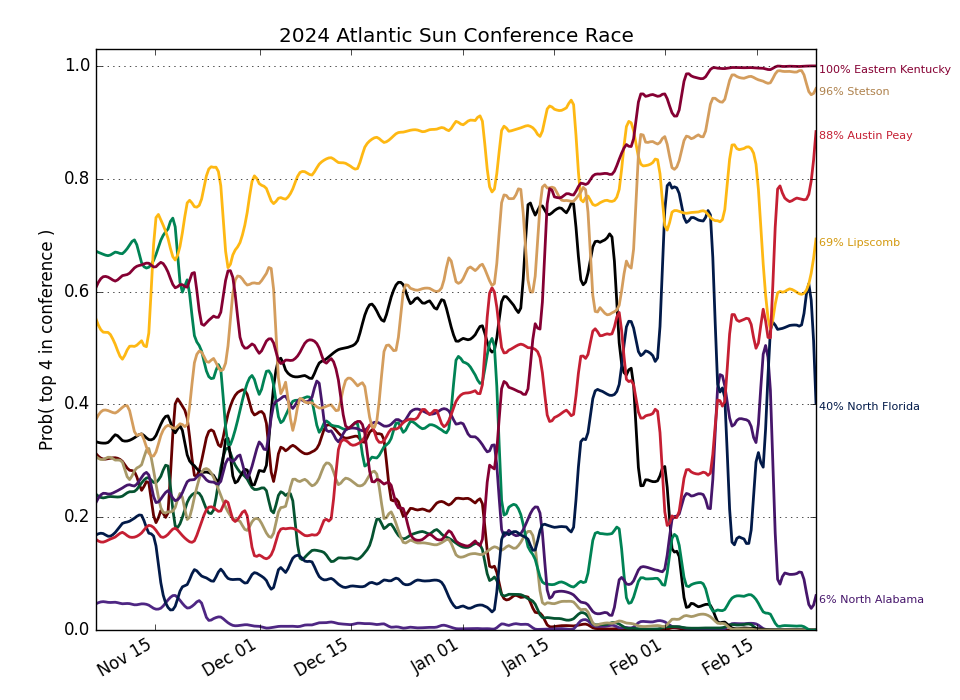 2024 Atlantic Sun Conference Race
Prob( top 4 in conference )
1.0
0.8
0.6
0.4
0.2
0.0
Nov 15
Dec 01
Dec 15
Jan 01
Jan 15
Feb 01
Feb 15
100% Eastern Kentucky
96% Stetson
88% Austin Peay
69% Lipscomb
40% North Florida
6% North Alabama